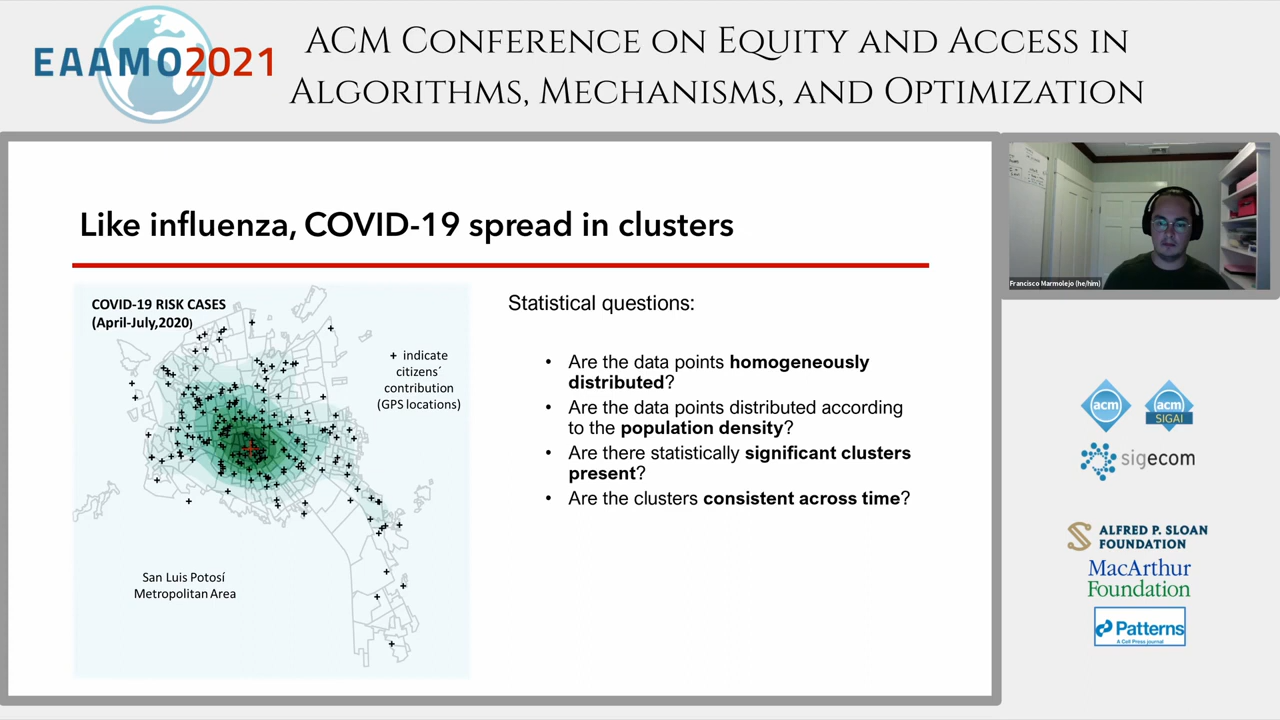 EAAMO2021
ACM Conference on Equity and Access in
Algorithms, Mechanisms, and Optimization
Like influenza, COVID-19 spread in clusters
COVID-19 RISK CASES
(April-July,2020)
+ indicate
citizens´
contribution
(GPS locations)
San Luis Potosí
Metropolitan Area
Statistical questions:
• Are the data points homogeneously
distributed?
• Are the data points distributed according
to the population density?
• Are there statistically significant clusters
present?
• Are the clusters consistent across time?
Francisco Marmolejo (he/him)
acm
acm
SIGAI
sigecom
ALFRED P. SLOAN
FOUNDATION
MacArthur
Foundation
Patterns
A Cell Press journal